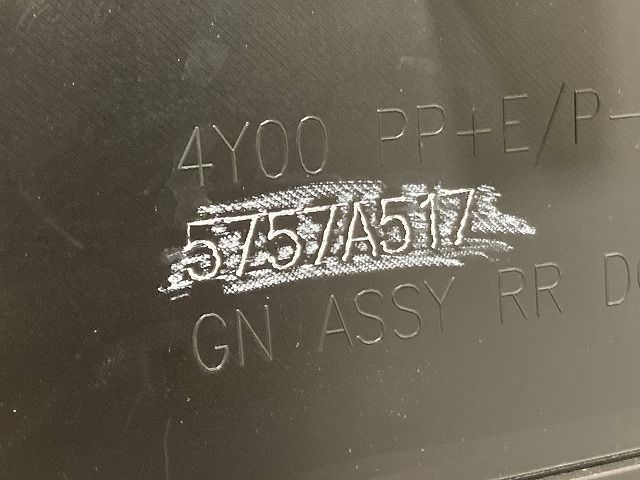 4Y00 PP+E/P-
5757A517
GN ASSY RR